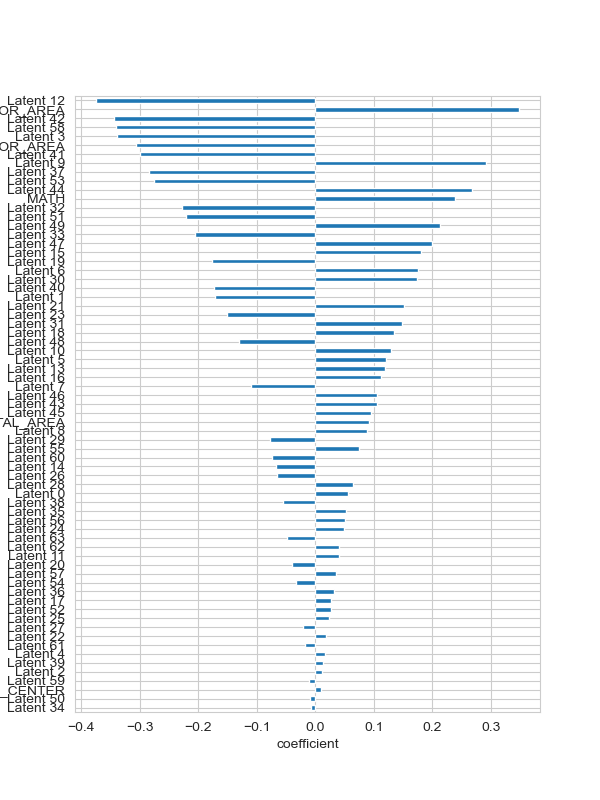 Latent 12
OR_AREA
Latent 42
Latent 58
Latent 3
OR_AREA
Latent 41
Latent 9
Latent 37
Latent 53
Latent 44
MATH
Latent 32
Latent 51
Latent 49
Latent 33
Latent 47
Latent 15
Latent 19
Latent 6
Latent 30
Latent 40
Latent 1
Latent 21
Latent 23
Latent 31
Latent 18
Latent 48
Latent 10
Latent 5
Latent 13
Latent 16
Latent 7
Latent 46
Latent 43
Latent 45
TAL_AREA
Latent 8
Latent 29
Latent 55
Latent 60
Latent 14
Latent 26
Latent 28
Latent 0
Latent 38
Latent 35
Latent 56
Latent 24
Latent 63
Latent 62
Latent 11
Latent 20
Latent 57
Latent 54
Latent 36
Latent 17
Latent 52
Latent 25
Latent 27
Latent 22
Latent 61
Latent 4
Latent 39
Latent 2
Latent 59
_CENTER
Latent 50
Latent 34
−0.4 −0.3 −0.2 −0.1 0.0 0.1 0.2 0.3
coefficient